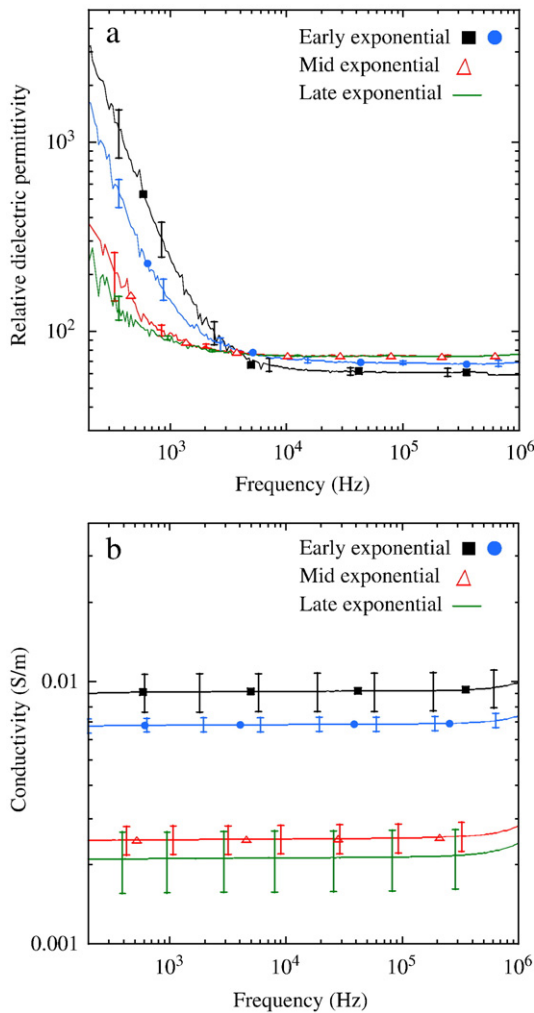 a
Early exponential
Mid exponential
Late exponential
10³
10²
Relative dielectric permittivity
10³ 10⁴ 10⁵ 10⁶
Frequency (Hz)
b
Early exponential
Mid exponential
Late exponential
0.01
0.001
Conductivity (S/m)
10³ 10⁴ 10⁵ 10⁶
Frequency (Hz)